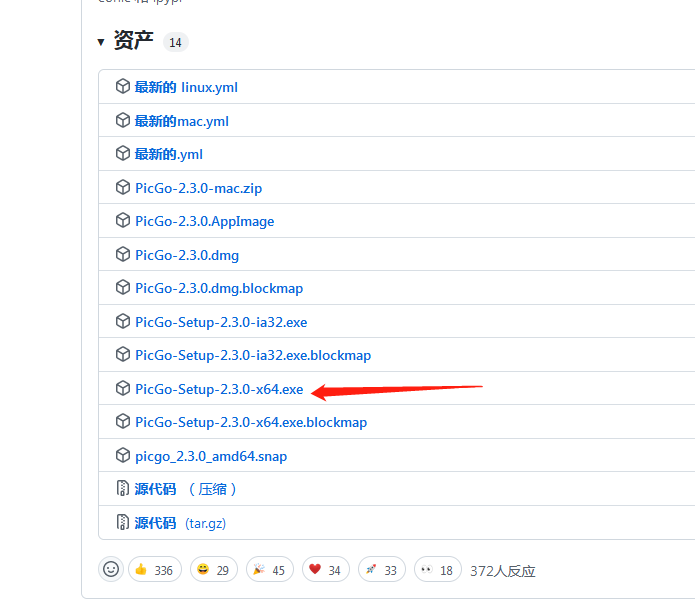 资产 14
最新的 linux.yml
最新的mac.yml
最新的.yml
PicGo-2.3.0-mac.zip
PicGo-2.3.0.AppImage
PicGo-2.3.0.dmg
PicGo-2.3.0.dmg.blockmap
PicGo-Setup-2.3.0-ia32.exe
PicGo-Setup-2.3.0-ia32.exe.blockmap
PicGo-Setup-2.3.0-x64.exe
PicGo-Setup-2.3.0-x64.exe.blockmap
picgo_2.3.0_amd64.snap
源代码 （压缩）
源代码 (tar.gz)
336 29 45 34 33 18 372人反应